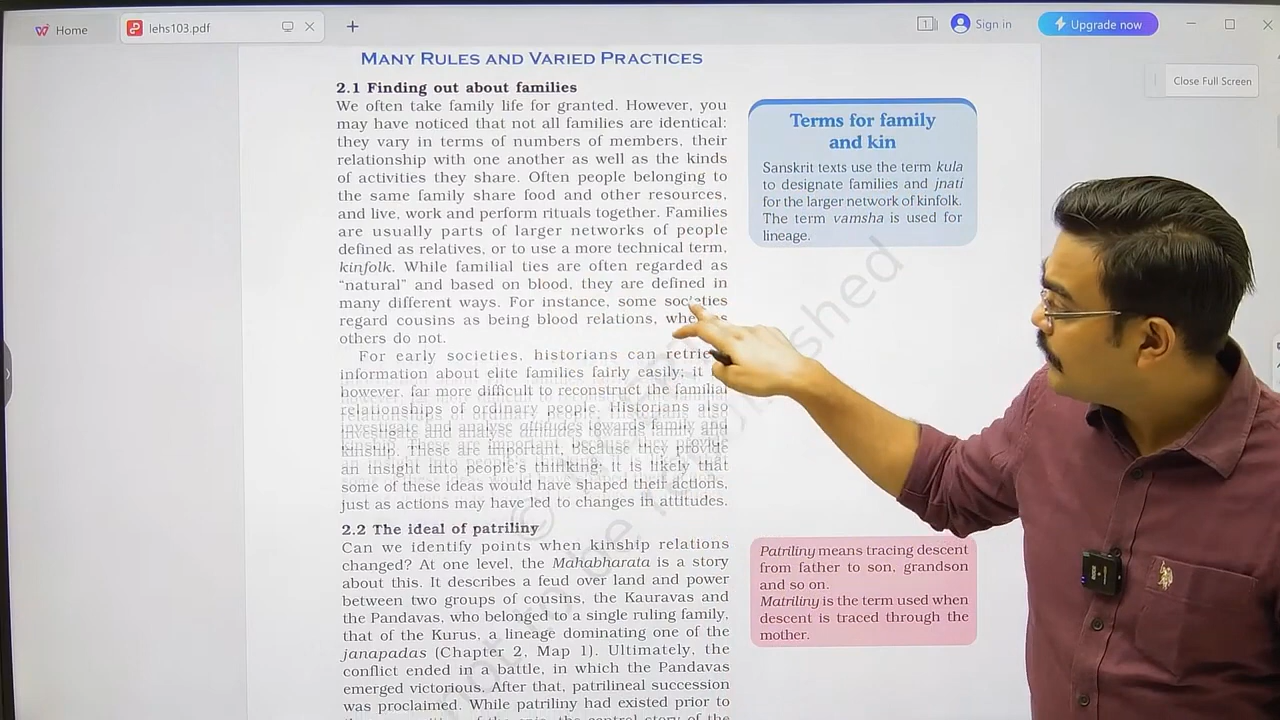 Home
lehs103.pdf
1
Sign in
Upgrade now
Close Full Screen
MANY RULES AND VARIED PRACTICES
2.1 Finding out about families
We often take family life for granted. However, you
may have noticed that not all families are identical:
they vary in terms of numbers of members, their
relationship with one another as well as the kinds
of activities they share. Often people belonging to
the same family share food and other resources,
and live, work and perform rituals together. Families
are usually parts of larger networks of people
defined as relatives, or to use a more technical term,
kinfolk. While familial ties are often regarded as
“natural” and based on blood, they are defined in
many different ways. For instance, some societies
regard cousins as being blood relations, whereas
others do not.
For early societies, historians can
information about elite families fairly easily; it
however, far more difficult to reconstruct the familial
relationships of ordinary people. Historians also
investigate and analyse attitudes towards family and
kinship. These are important, because they provide
an insight into people's thinking; it is likely that
some of these ideas would have shaped their actions,
just as actions may have led to changes in attitudes.
2.2 The ideal of patriliny
Can we identify points when kinship relations
changed? At one level, the Mahabharata is a story
about this. It describes a feud over land and power
between two groups of cousins, the Kauravas and
the Pandavas, who belonged to a single ruling family,
that of the Kurus, a lineage dominating one of the
janapadas (Chapter 2, Map 1). Ultimately, the
conflict ended in a battle, in which the Pandavas
emerged victorious. After that, patrilineal succession
was proclaimed. While patriliny had existed prior to
Terms for family
and kin
Sanskrit texts use the term kula
to designate families and jnati
for the larger network of kinfolk.
The term vamsha is used for
lineage.
Patriliny means tracing descent
from father to son, grandson
and so on.
Matriliny is the term used when
descent is traced through the
mother.